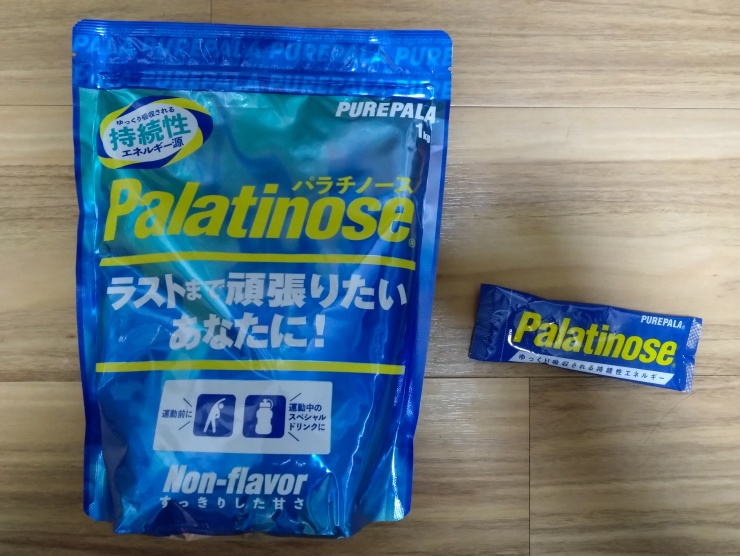 PUREPALA PUREPALA PUREPALA
ゆっくり吸収される
持続性
エネルギー源
PUREPALA
1kg
パラチノース
Palatinose®
ラストまで頑張りたい
あなたに!
運動前に
運動中の
スペシャル
ドリンクに
Non-flavor
すっきりした甘さ
PUREPALA®
Palatinose
ゆっくり吸収される持続性エネルギー